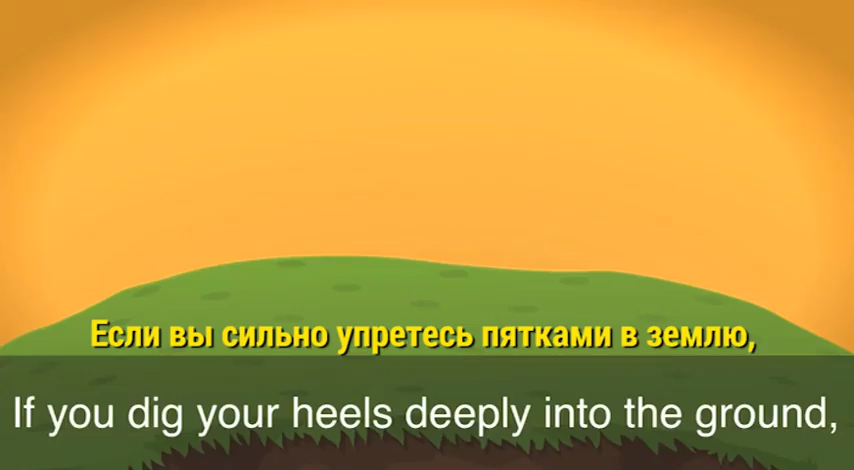 Если вы сильно упретесь пятками в землю,
If you dig your heels deeply into the ground,